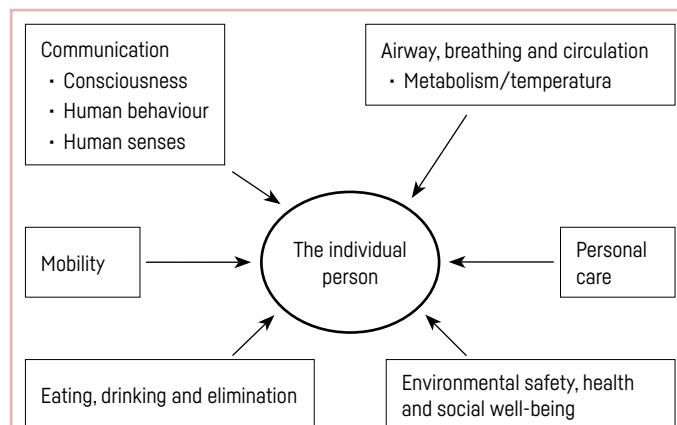 Communication
· Consciousness
· Human behaviour
· Human senses
Airway, breathing and circulation
· Metabolism/temperatura
Mobility
The individual
person
Personal
care
Eating, drinking and elimination
Environmental safety, health
and social well-being